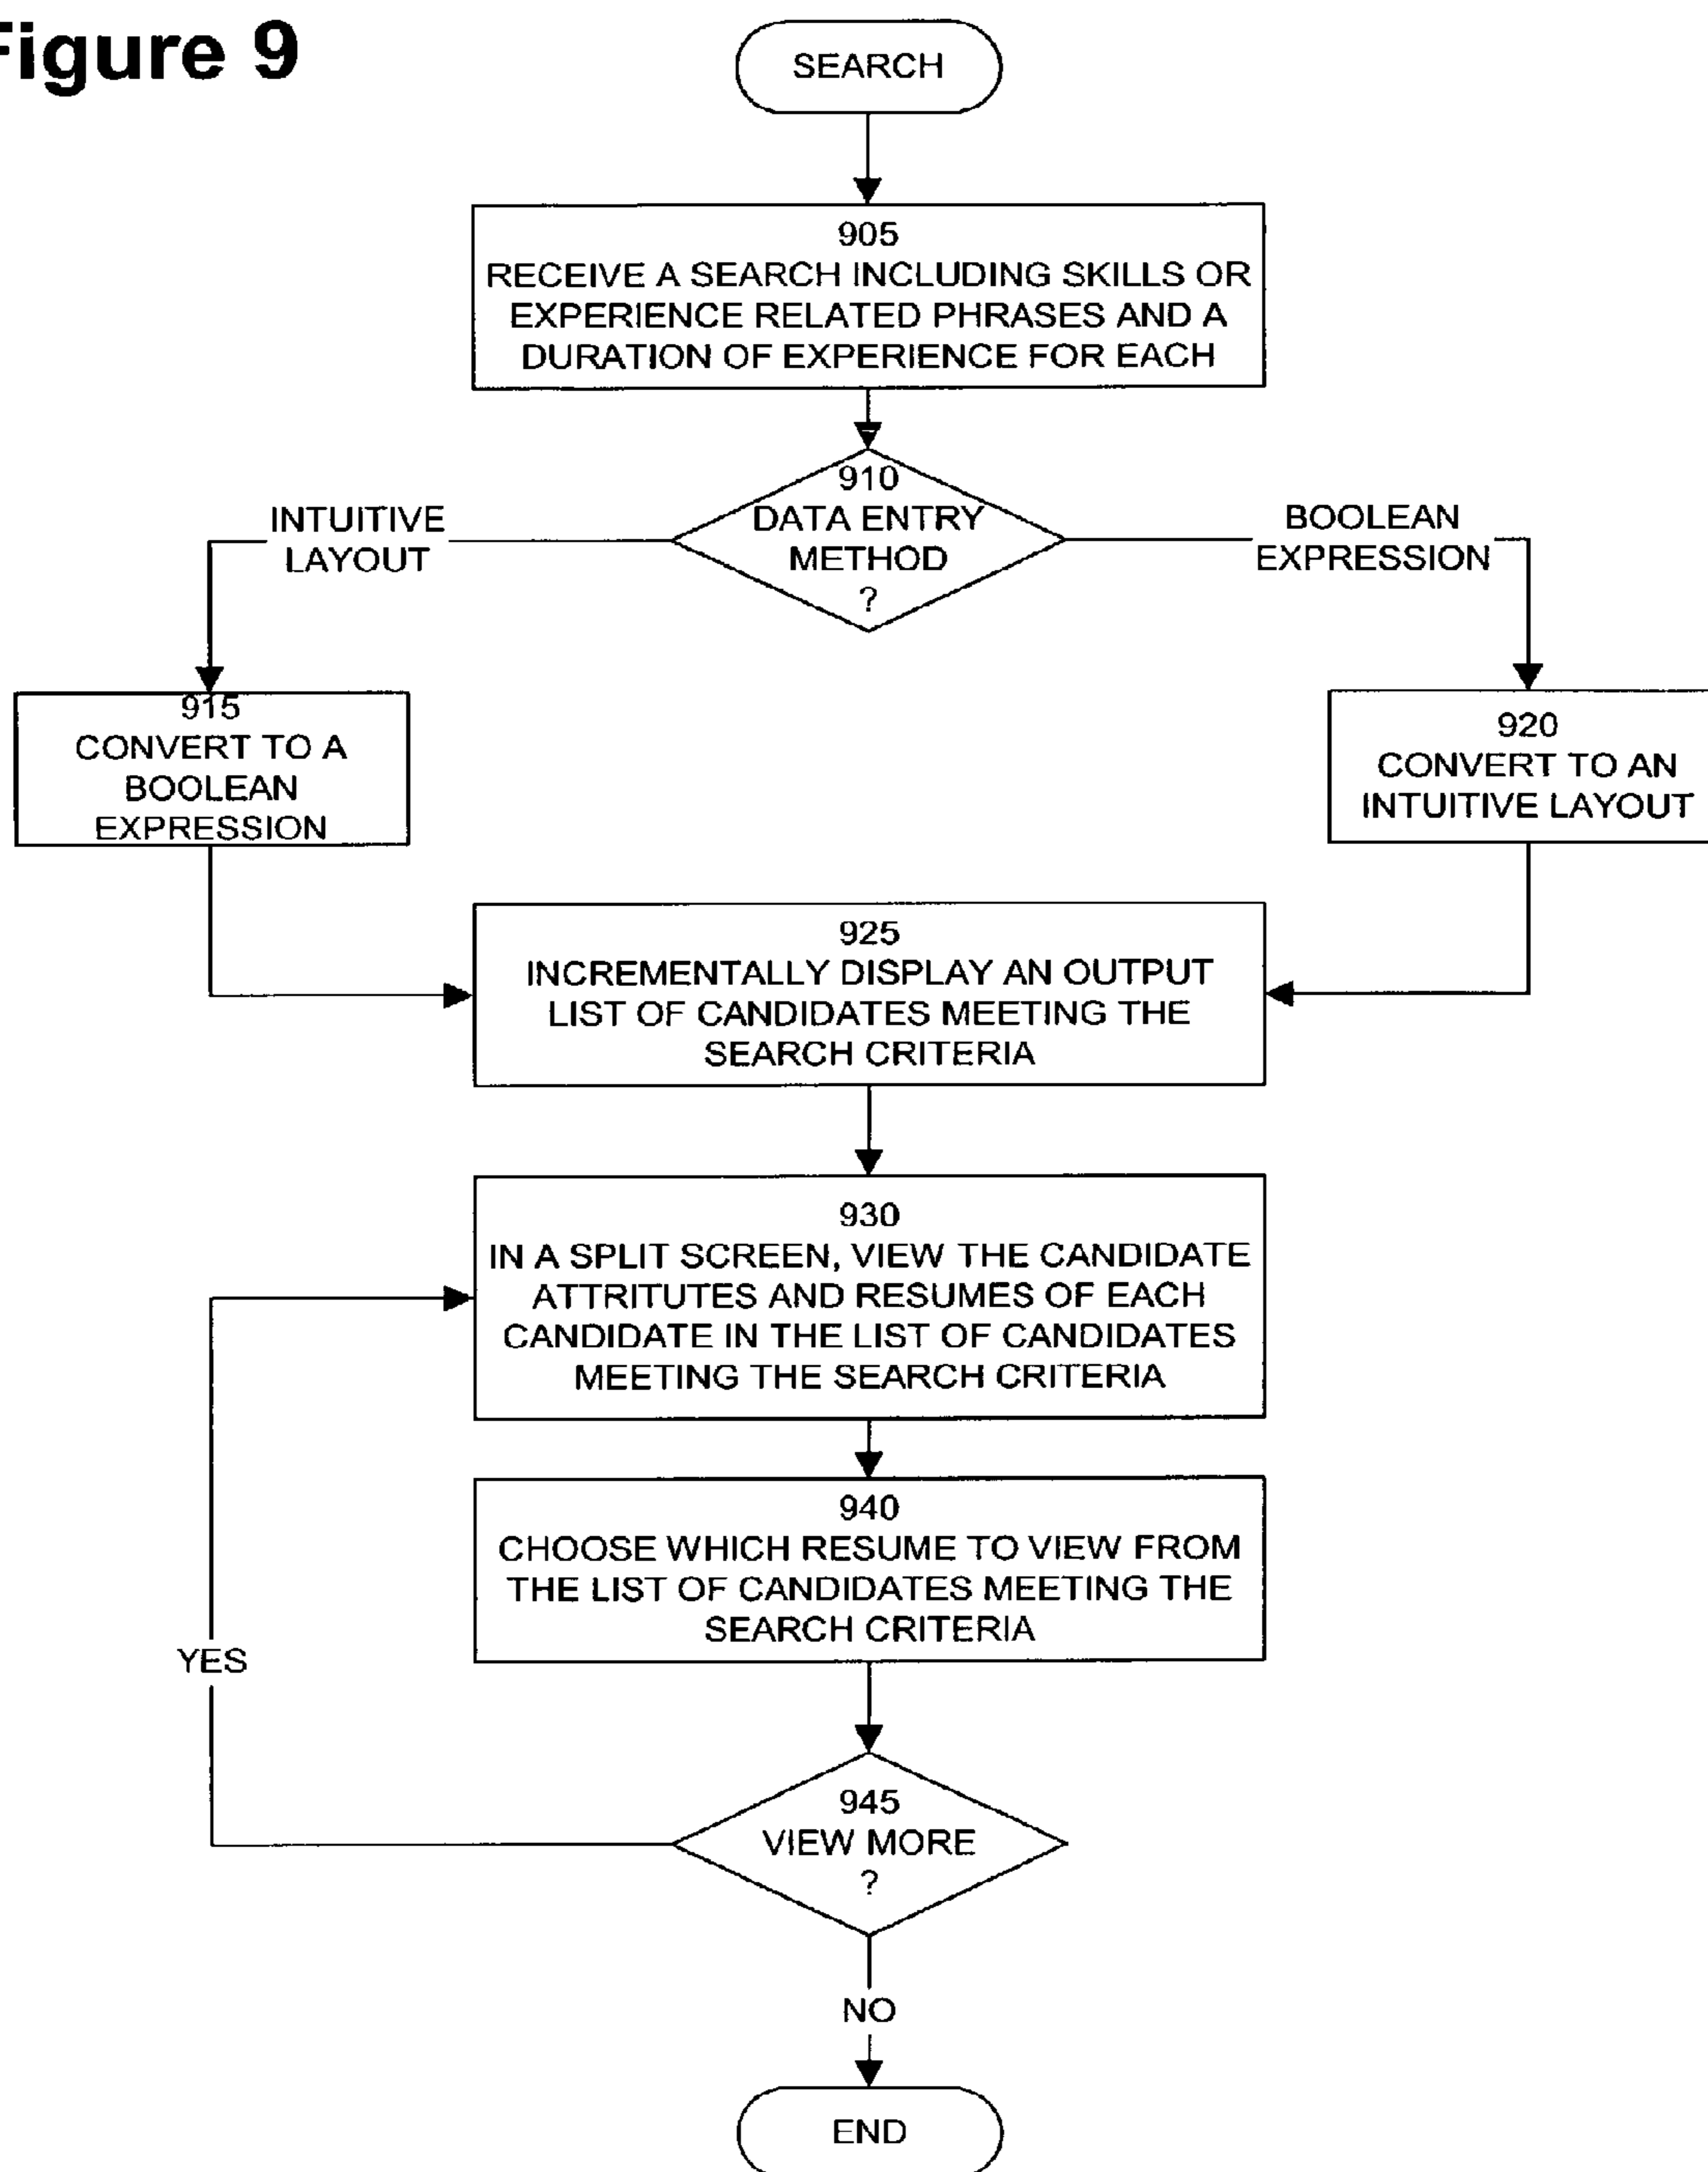 Figure 9
SEARCH
905
RECEIVE A SEARCH INCLUDING SKILLS OR
EXPERIENCE RELATED PHRASES AND A
DURATION OF EXPERIENCE FOR EACH
910
DATA ENTRY
METHOD
?
INTUITIVE
LAYOUT
BOOLEAN
EXPRESSION
915
CONVERT TO A
BOOLEAN
EXPRESSION
920
CONVERT TO AN
INTUITIVE LAYOUT
925
INCREMENTALLY DISPLAY AN OUTPUT
LIST OF CANDIDATES MEETING THE
SEARCH CRITERIA
930
IN A SPLIT SCREEN, VIEW THE CANDIDATE
ATTRITUTES AND RESUMES OF EACH
CANDIDATE IN THE LIST OF CANDIDATES
MEETING THE SEARCH CRITERIA
940
CHOOSE WHICH RESUME TO VIEW FROM
THE LIST OF CANDIDATES MEETING THE
SEARCH CRITERIA
YES
945
VIEW MORE
?
NO
END